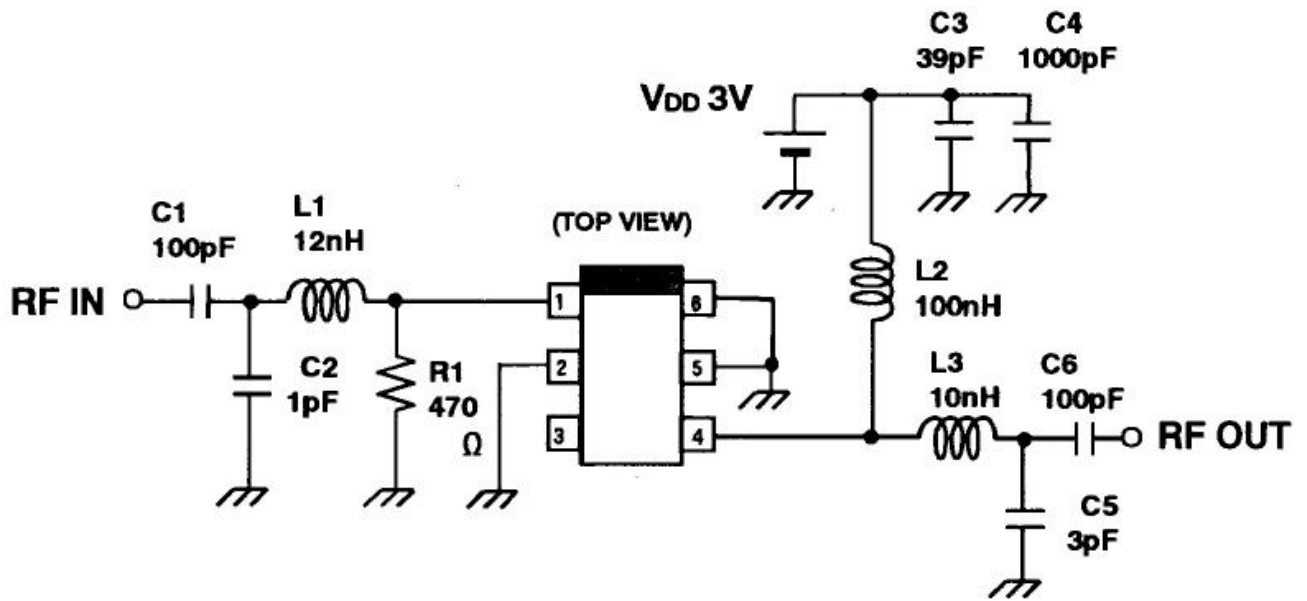 C3
39pF
C4
1000pF
VDD 3V
C1
100pF
L1
12nH
(TOP VIEW)
RF IN
1
6
L2
100nH
C2
1pF
R1
470
Ω
2
5
3
4
L3
10nH
C6
100pF
RF OUT
C5
3pF